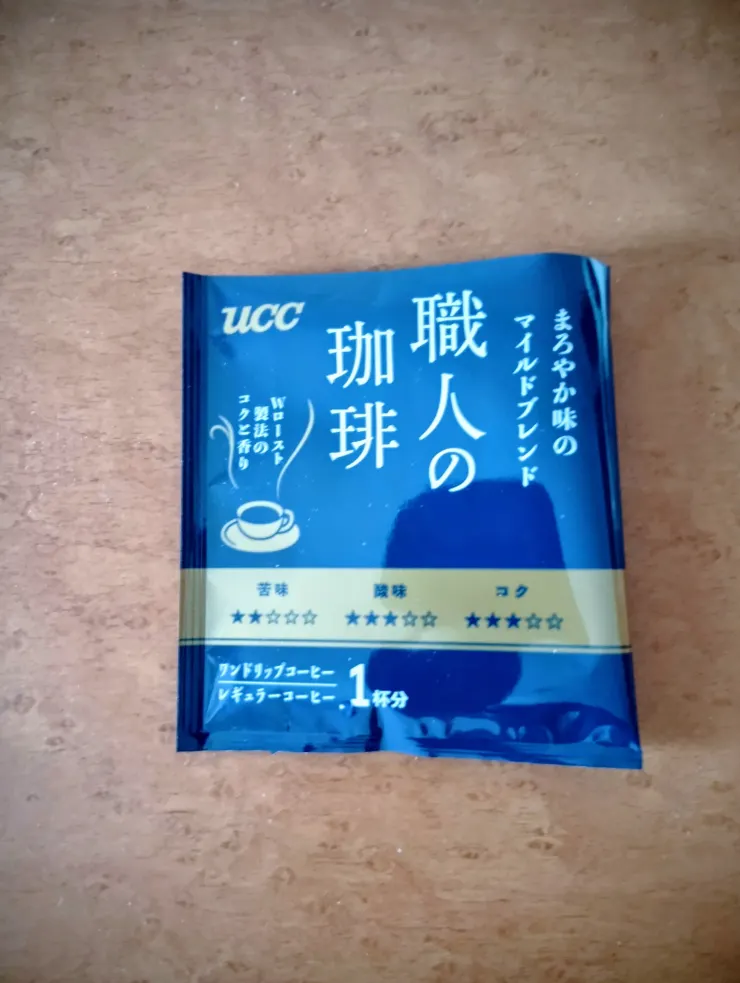 ucc
まろやか味の
マイルドブレンド
職人の
珈琲
Wロースト
製法の
コクと香り
苦味 酸味 コク
★★☆☆☆ ★★★☆☆ ★★★☆☆
ワンドリップコーヒー
レギュラーコーヒー
1杯分